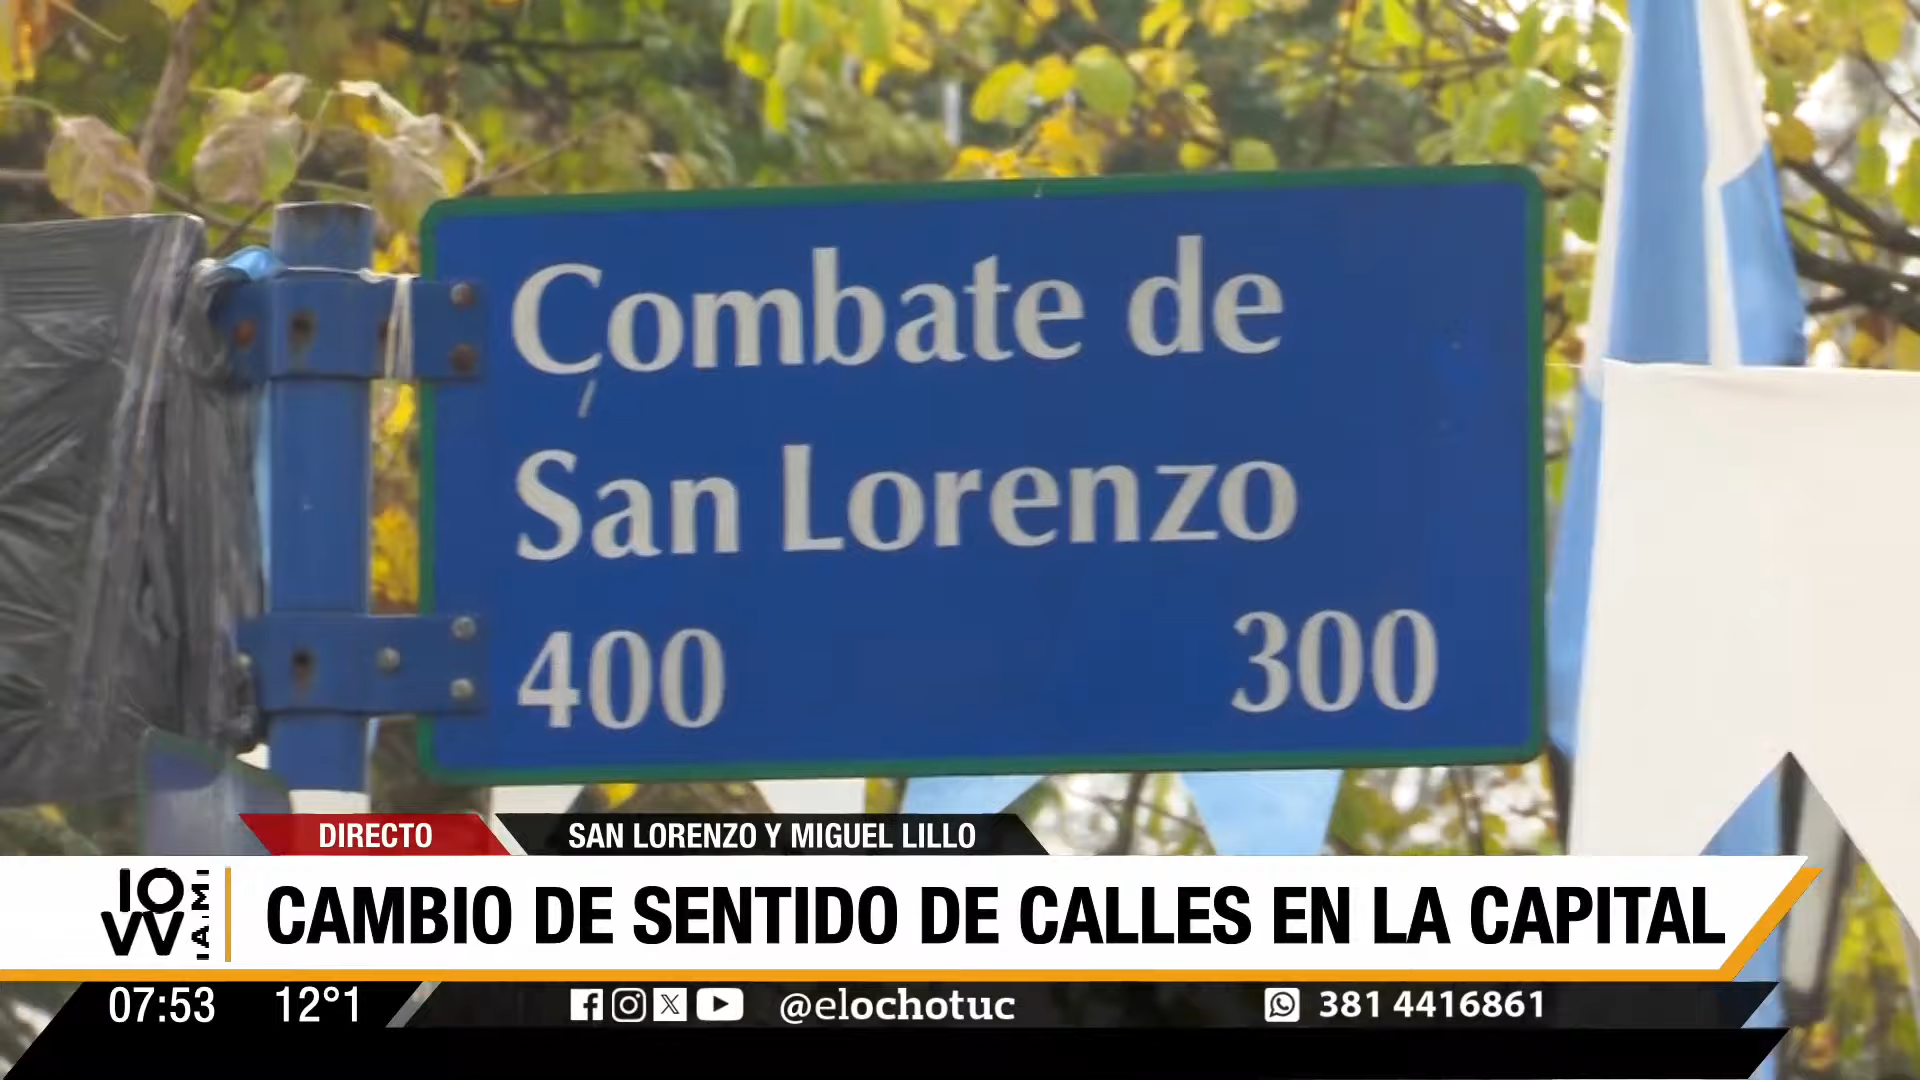 Combate de
San Lorenzo
400 300
DIRECTO SAN LORENZO Y MIGUEL LILLO
CAMBIO DE SENTIDO DE CALLES EN LA CAPITAL
07:53 12°1 @elochotuc 381 4416861